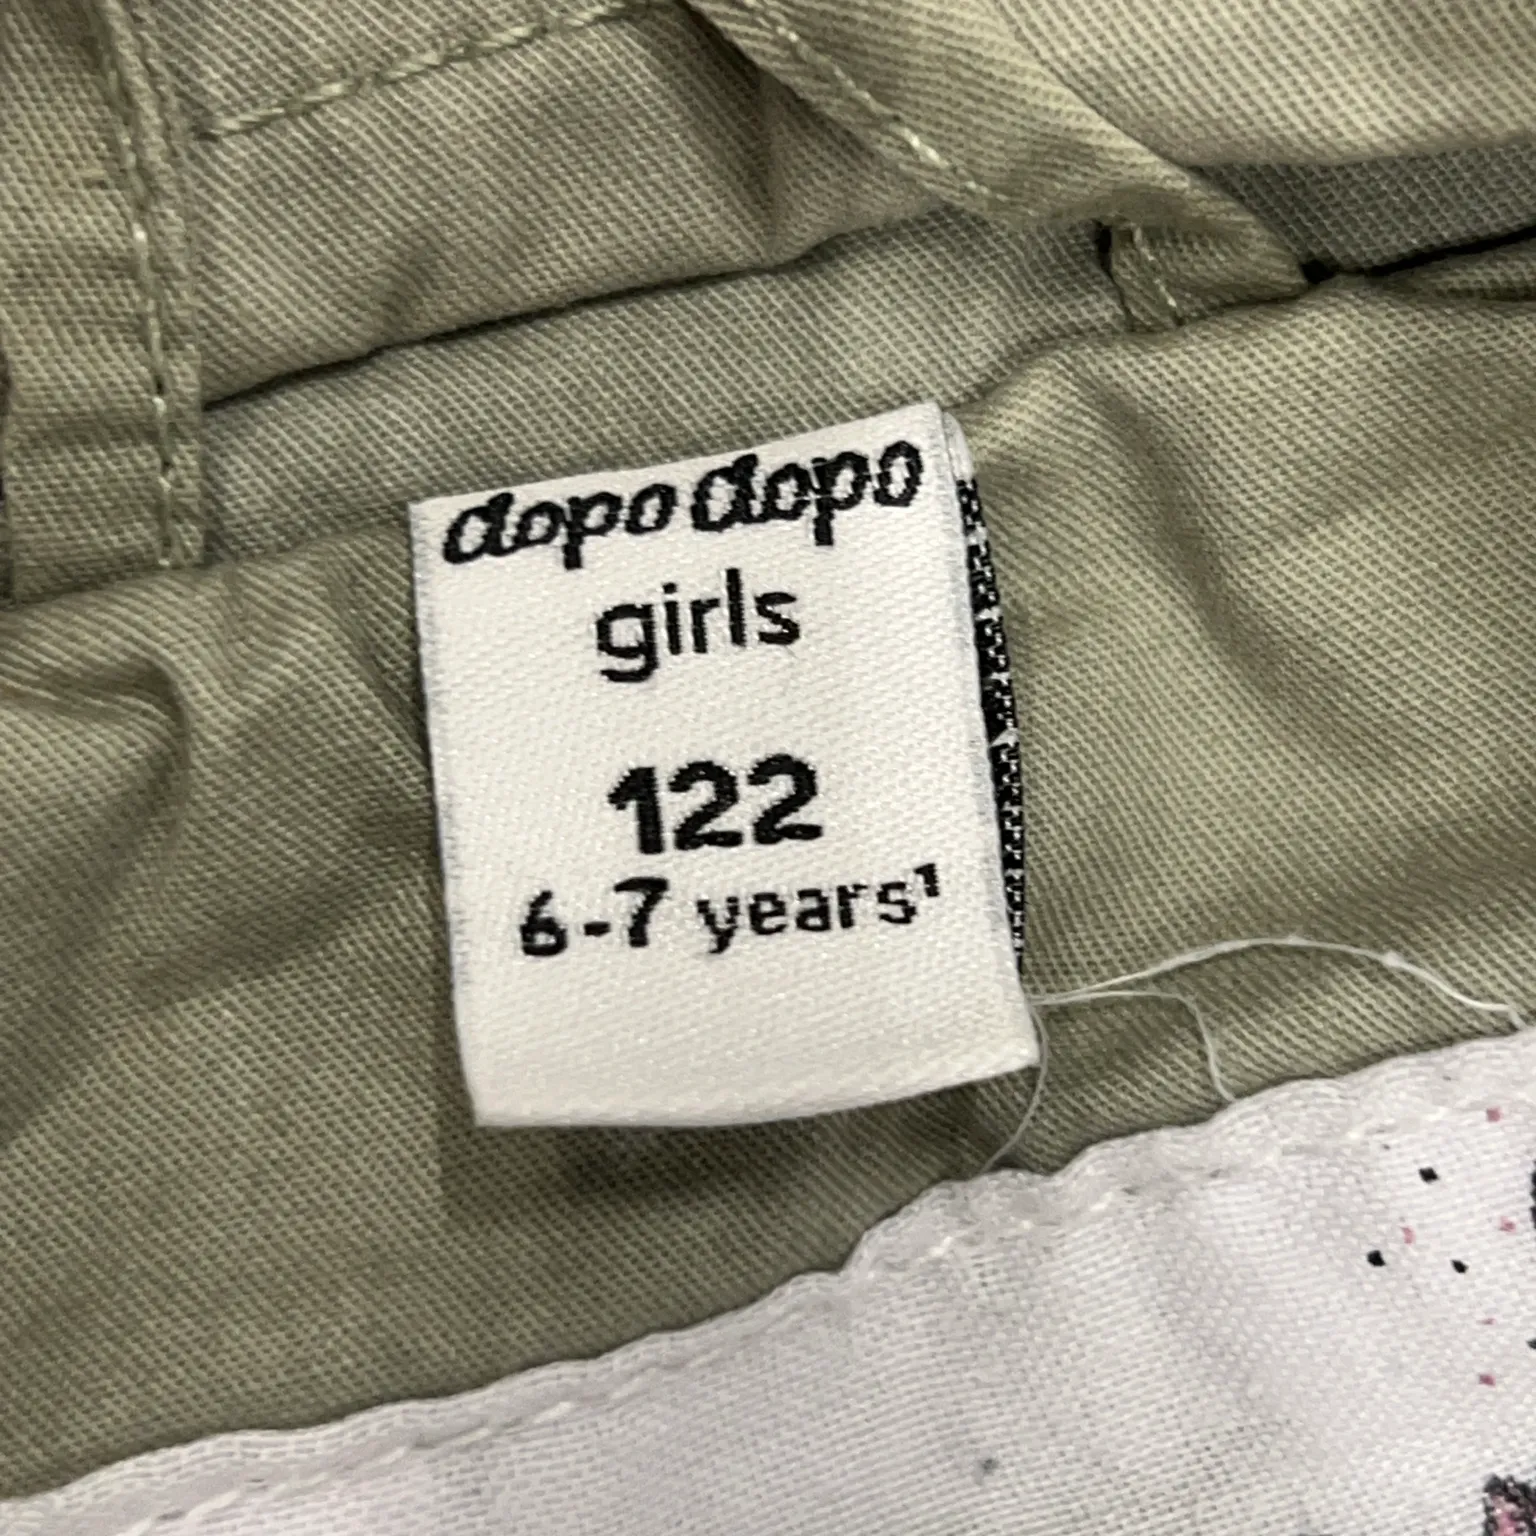 dopo dopo
girls
122
6-7 years¹